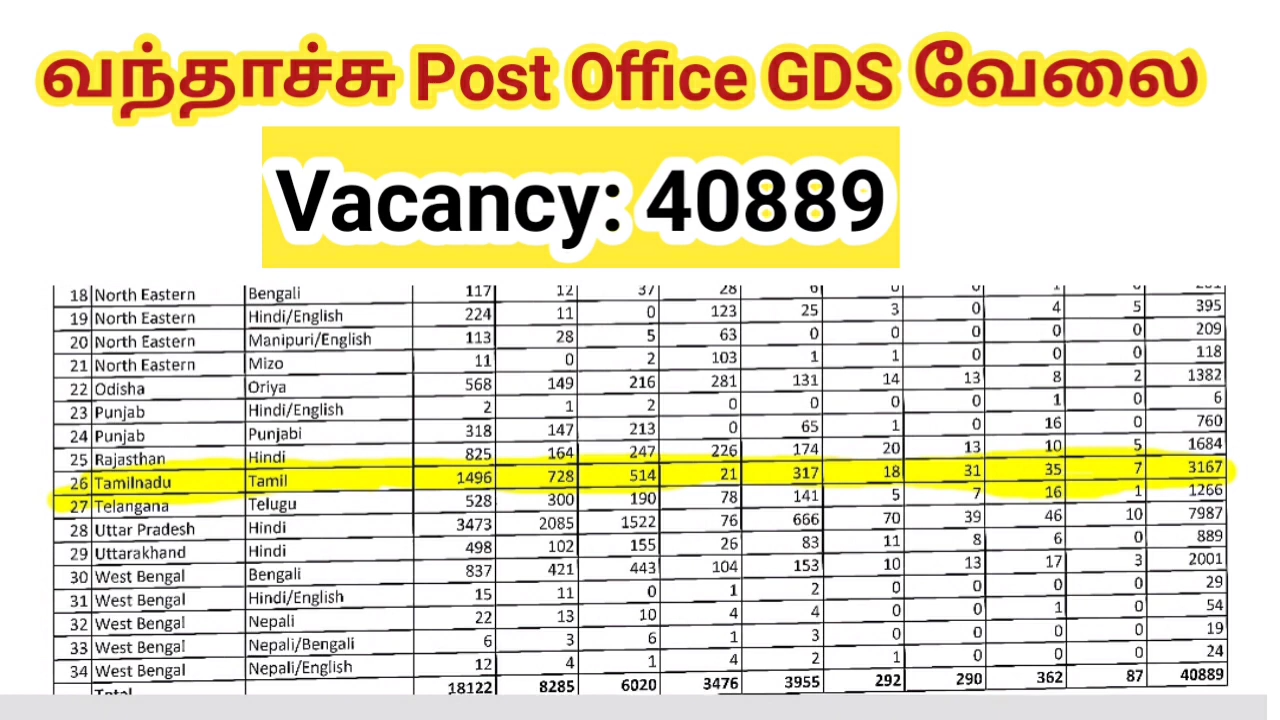 வந்தாச்சு Post Office GDS வேலை
Vacancy: 40889
18 North Eastern Bengali 117 12 37 28 6 0 0 1 0
19 North Eastern Hindi/English 224 11 0 123 25 3 0 4 5 395
20 North Eastern Manipuri/English 113 28 5 63 0 0 0 0 0 209
21 North Eastern Mizo 11 0 2 103 1 1 0 0 0 118
22 Odisha Oriya 568 149 216 281 131 14 13 8 2 1382
23 Punjab Hindi/English 2 1 2 0 0 0 0 1 0 6
24 Punjab Punjabi 318 147 213 0 65 1 0 16 0 760
25 Rajasthan Hindi 825 164 247 226 174 20 13 10 5 1684
26 Tamilnadu Tamil 1496 728 514 21 317 18 31 35 7 3167
27 Telangana Telugu 528 300 190 78 141 5 7 16 1 1266
28 Uttar Pradesh Hindi 3473 2085 1522 76 666 70 39 46 10 7987
29 Uttarakhand Hindi 498 102 155 26 83 11 8 6 0 889
30 West Bengal Bengali 837 421 443 104 153 10 13 17 3 2001
31 West Bengal Hindi/English 15 11 0 1 2 0 0 0 0 29
32 West Bengal Nepali 22 13 10 4 4 0 0 1 0 54
33 West Bengal Nepali/Bengali 6 3 6 1 3 0 0 0 0 19
34 West Bengal Nepali/English 12 4 1 4 2 1 0 0 0 24
Total 18122 8285 6020 3476 3955 292 290 362 87 40889